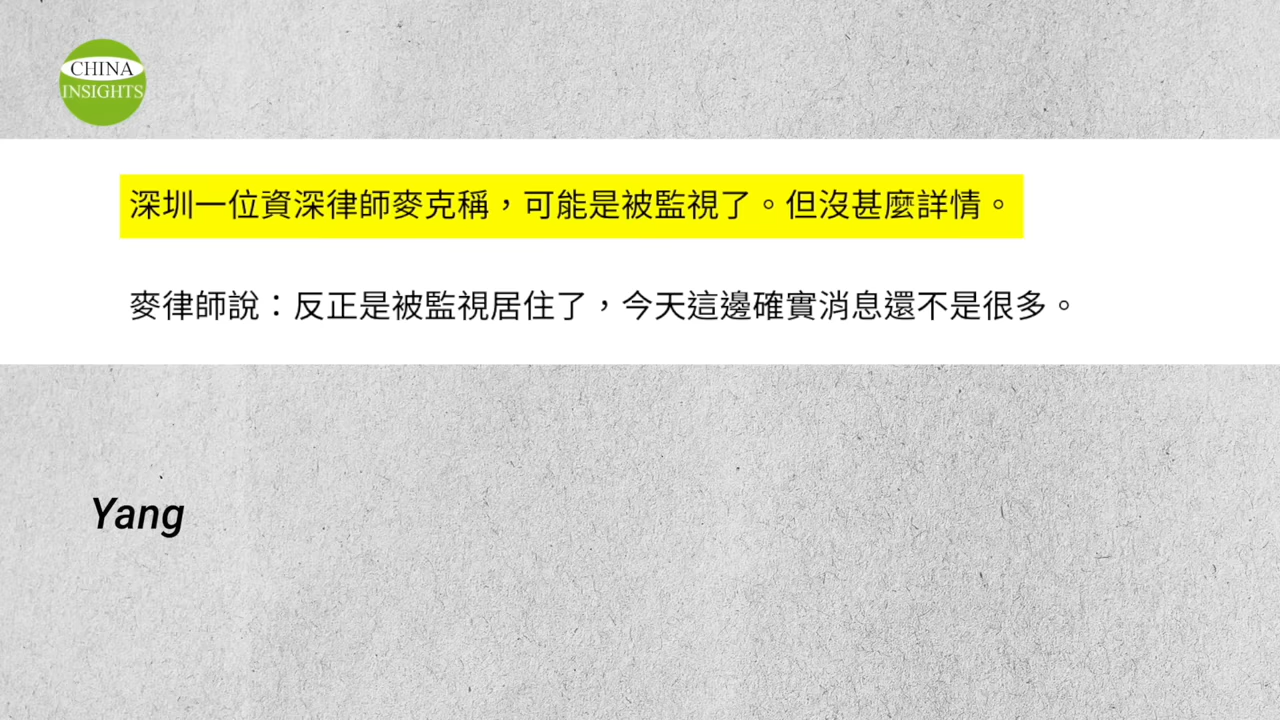 CHINA
INSIGHTS
深圳一位資深律師麥克稱，可能是被監視了。但沒甚麼詳情。
麥律師說：反正是被監視居住了，今天這邊確實消息還不是很多。
Yang